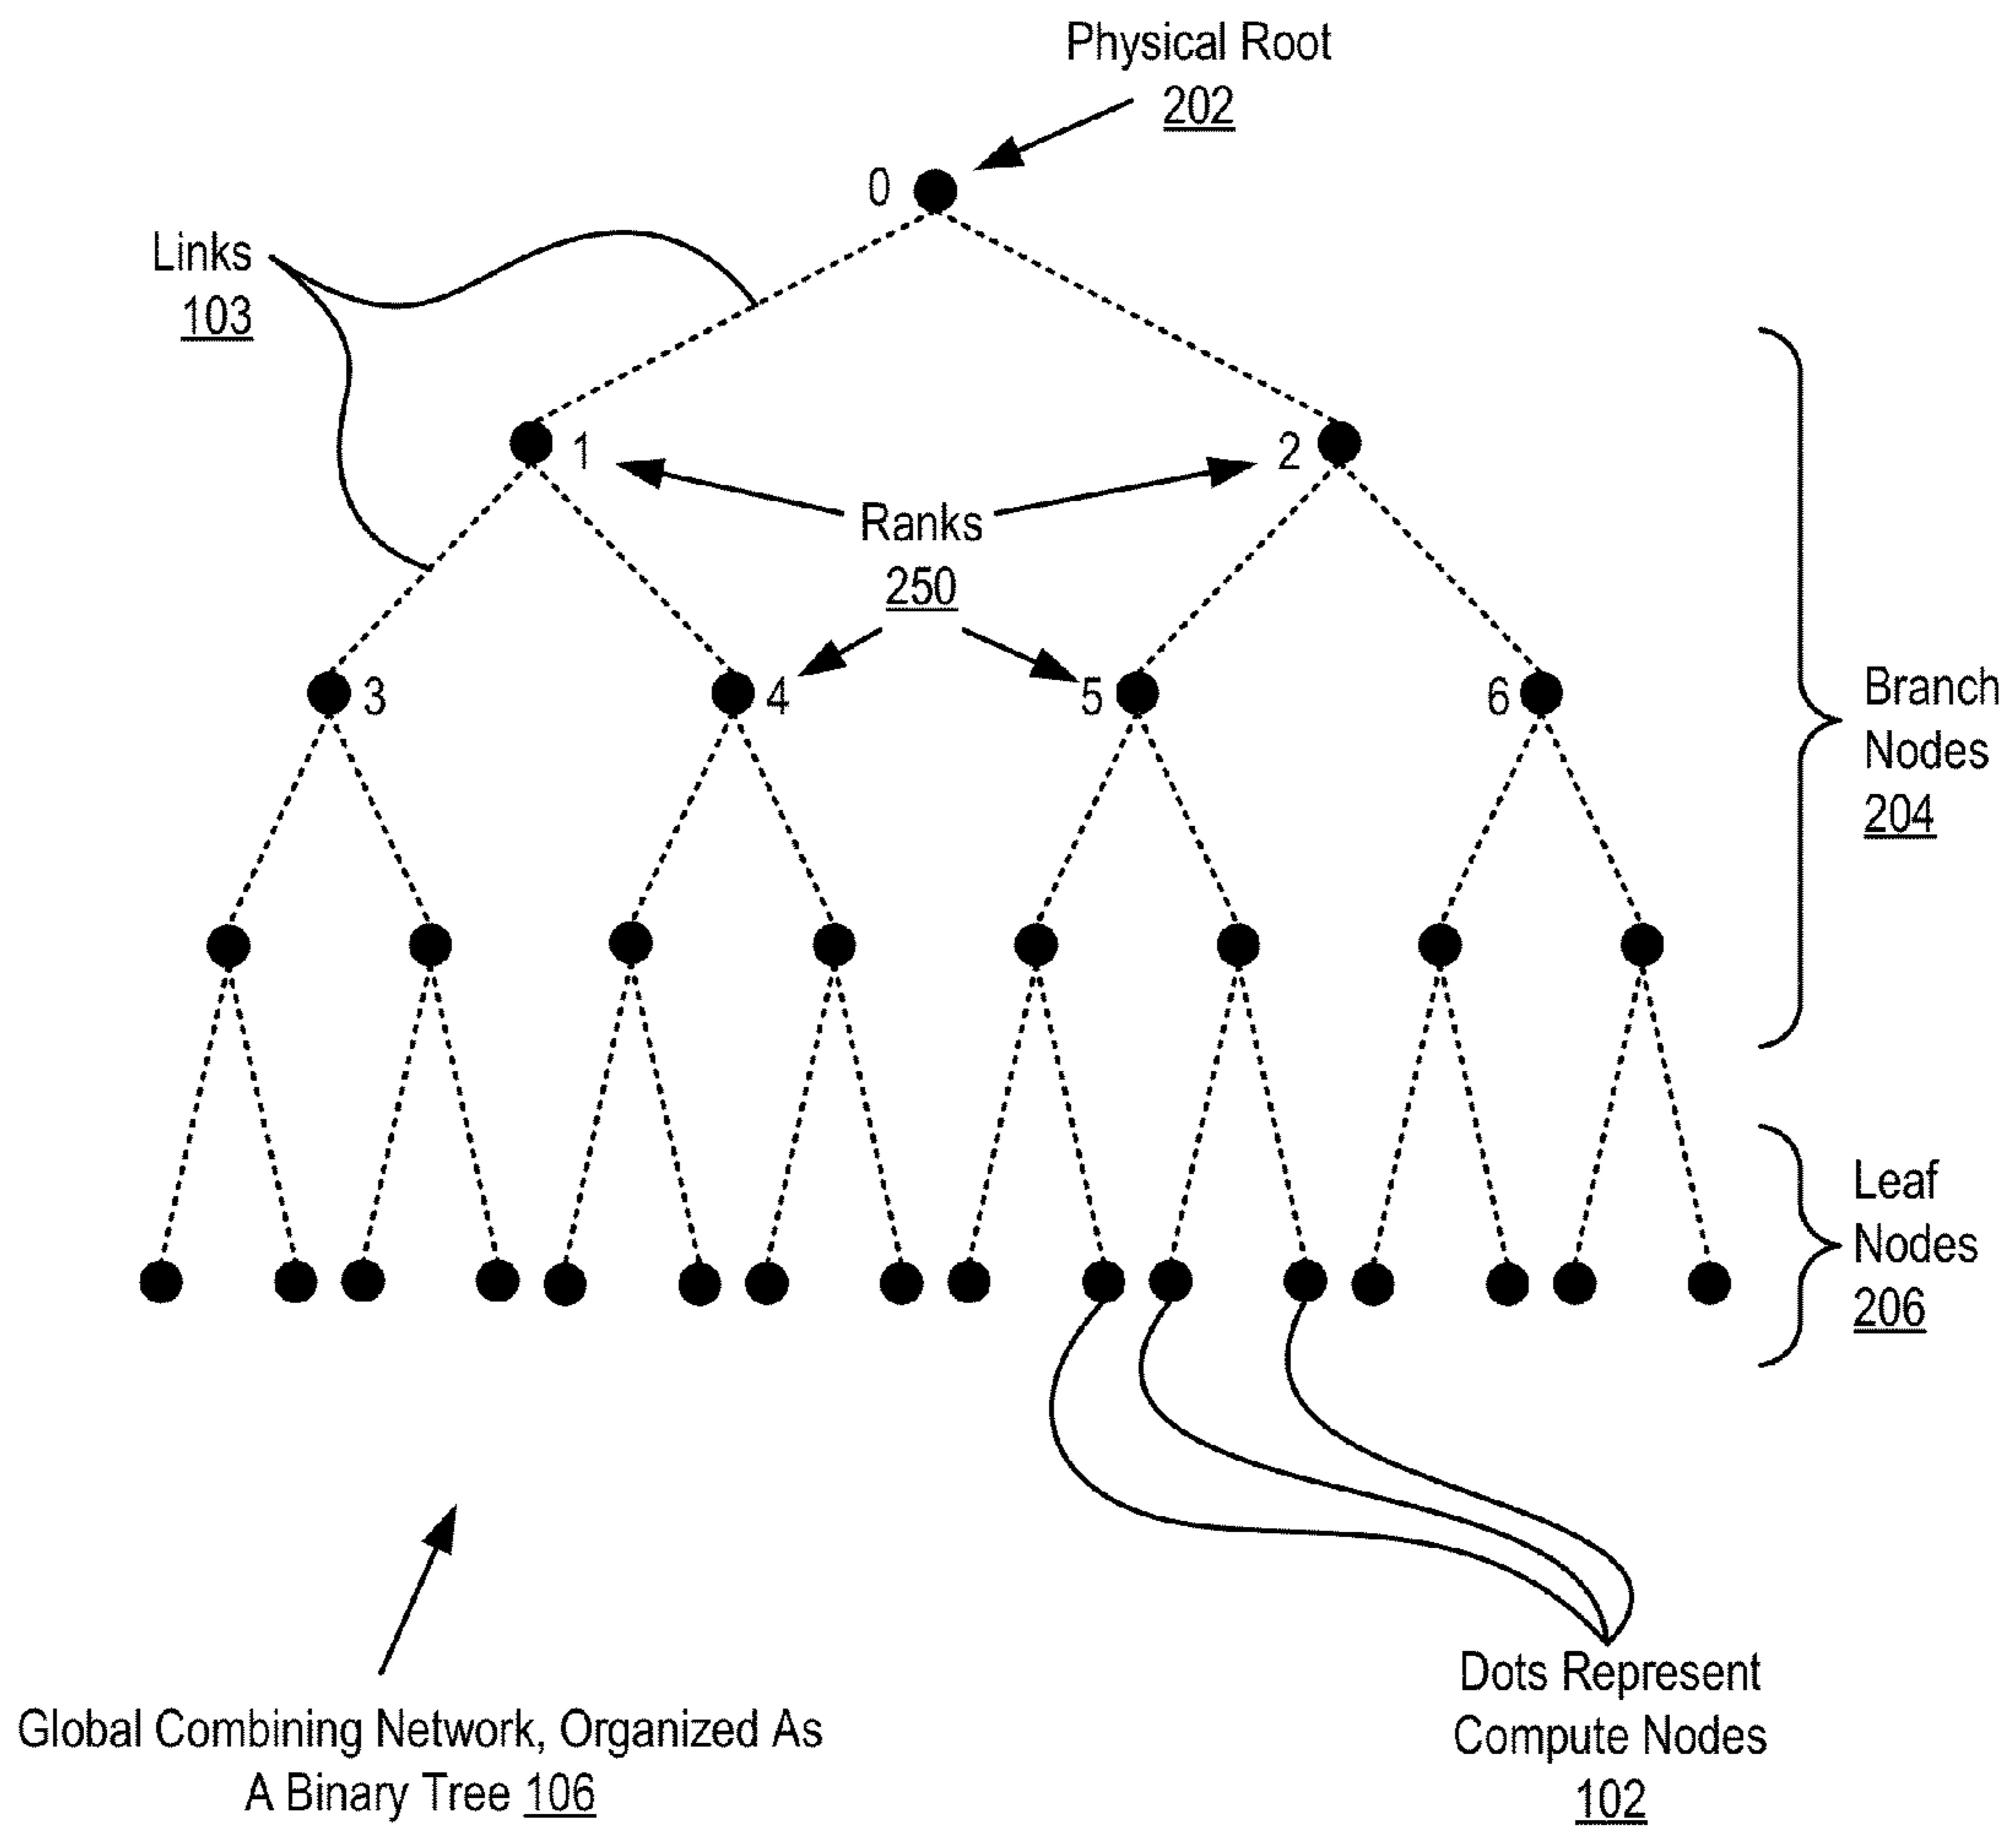 Physical Root
202
0
Links
103
1
2
Ranks
250
3
4
5
6
Branch
Nodes
204
Leaf
Nodes
206
Dots Represent
Compute Nodes
102
Global Combining Network, Organized As
A Binary Tree 106